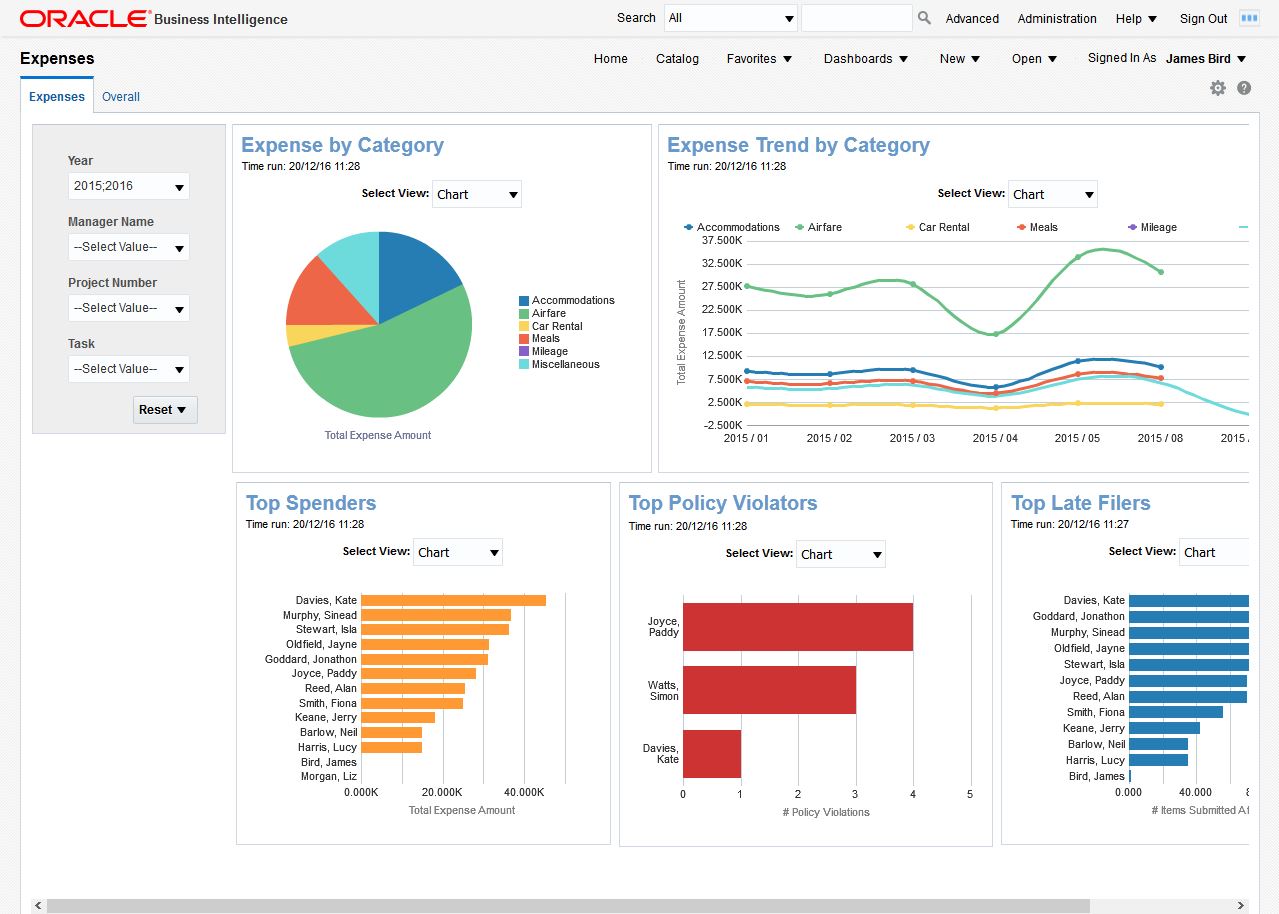 ORACLE® Business Intelligence
Search All Advanced Administration Help Sign Out
Expenses
Home Catalog Favorites Dashboards New Open Signed In As James Bird
Expenses Overall
Year
2015;2016
Manager Name
--Select Value--
Project Number
--Select Value--
Task
--Select Value--
Reset
Expense by Category
Time run: 20/12/16 11:28
Select View: Chart
Accommodations
Airfare
Car Rental
Meals
Mileage
Miscellaneous
Total Expense Amount
Expense Trend by Category
Time run: 20/12/16 11:28
Select View: Chart
Accommodations Airfare Car Rental Meals Mileage
Total Expense Amount
37.500K
32.500K
27.500K
22.500K
17.500K
12.500K
7.500K
2.500K
-2.500K
2015 / 01 2015 / 02 2015 / 03 2015 / 04 2015 / 05 2015 / 08 2015 /
Top Spenders
Time run: 20/12/16 11:28
Select View: Chart
Davies, Kate
Murphy, Sinead
Stewart, Isla
Oldfield, Jayne
Goddard, Jonathon
Joyce, Paddy
Reed, Alan
Smith, Fiona
Keane, Jerry
Barlow, Neil
Harris, Lucy
Bird, James
Morgan, Liz
0.000K 20.000K 40.000K
Total Expense Amount
Top Policy Violators
Time run: 20/12/16 11:28
Select View: Chart
Joyce,
Paddy
Watts,
Simon
Davies,
Kate
0 1 2 3 4 5
# Policy Violations
Top Late Filers
Time run: 20/12/16 11:27
Select View: Chart
Davies, Kate
Goddard, Jonathon
Murphy, Sinead
Oldfield, Jayne
Stewart, Isla
Joyce, Paddy
Reed, Alan
Smith, Fiona
Keane, Jerry
Barlow, Neil
Harris, Lucy
Bird, James
0.000 40.000
# Items Submitted